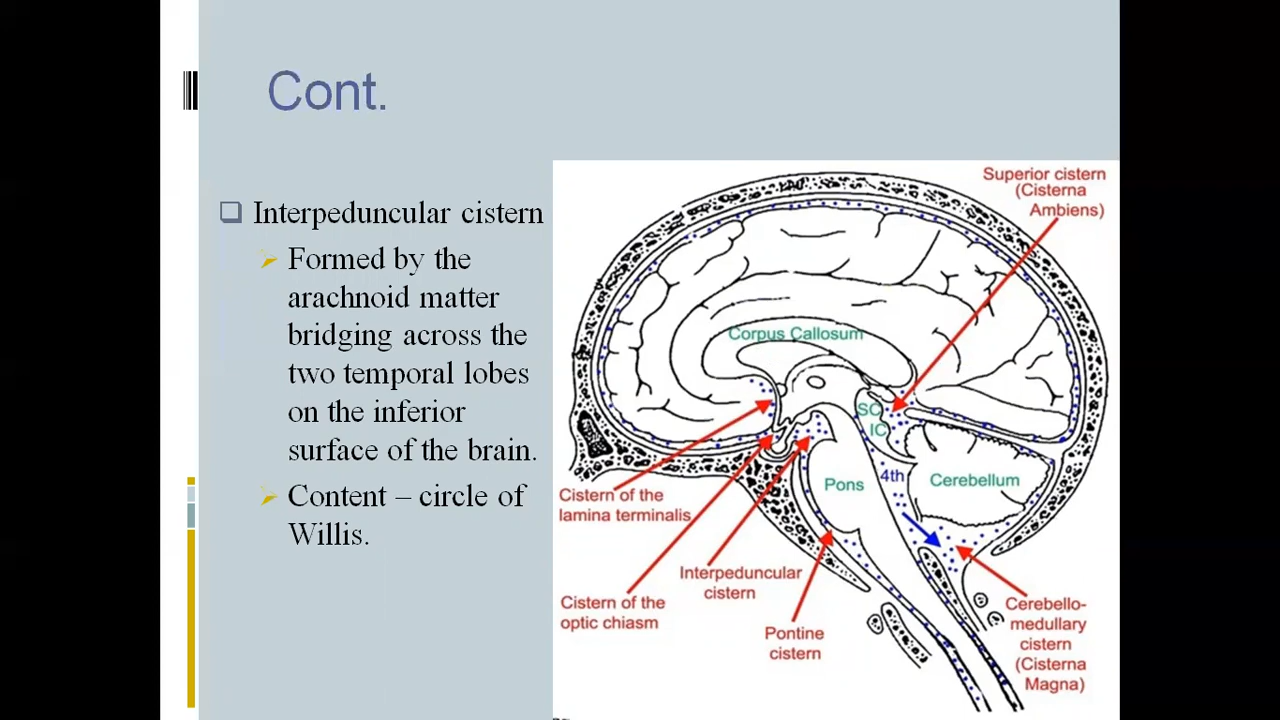 Cont.
Interpeduncular cistern
Formed by the
arachnoid matter
bridging across the
two temporal lobes
on the inferior
surface of the brain.
Content – circle of
Willis.
Superior cistern
(Cisterna
Ambiens)
Corpus Callosum
SC
IC
Pons
4th
Cerebellum
Cistern of the
lamina terminalis
Interpeduncular
cistern
Cistern of the
optic chiasm
Pontine
cistern
Cerebello-
medullary
cistern
(Cisterna
Magna)